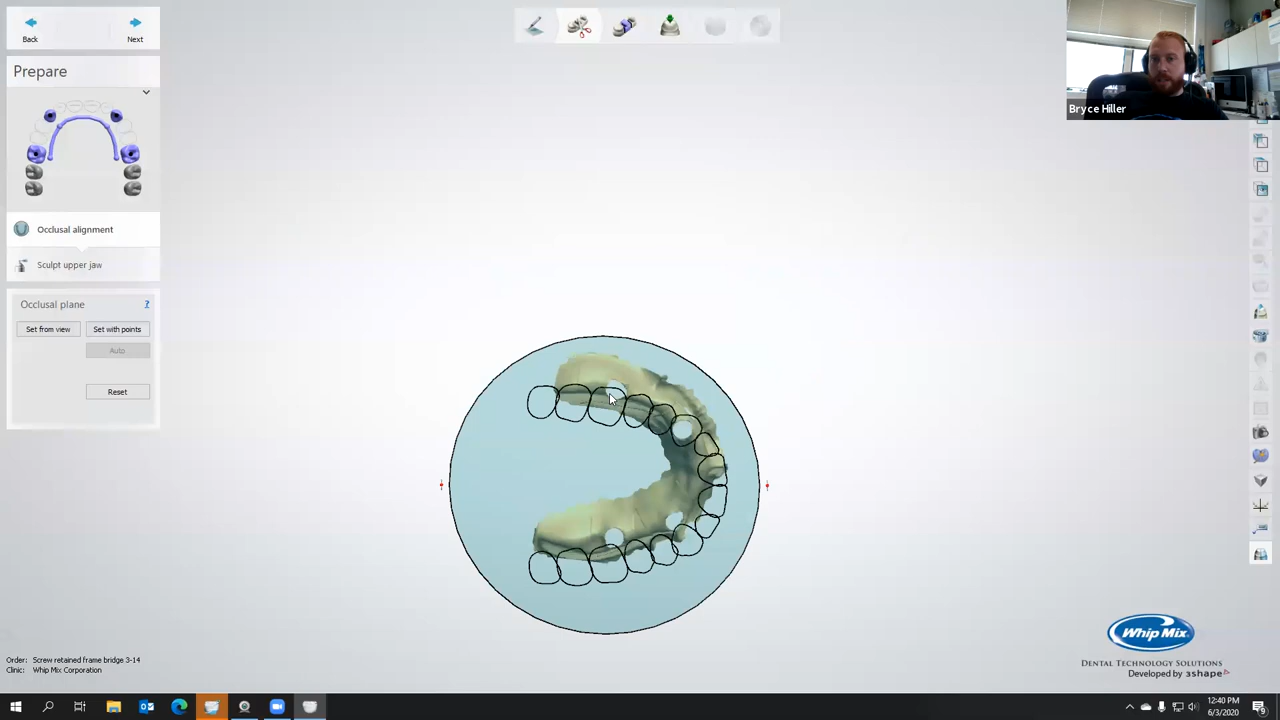 Back
Next
Prepare
Occlusal alignment
Sculpt upper jaw
Occlusal plane
?
Set from view
Set with points
Auto
Reset
Bryce Hiller
Order: Screw retained frame bridge 3-14
Clinic: Whip Mix Corporation
Whip Mix
DENTAL TECHNOLOGY SOLUTIONS
Developed by 3shape
12:40 PM
6/3/2020